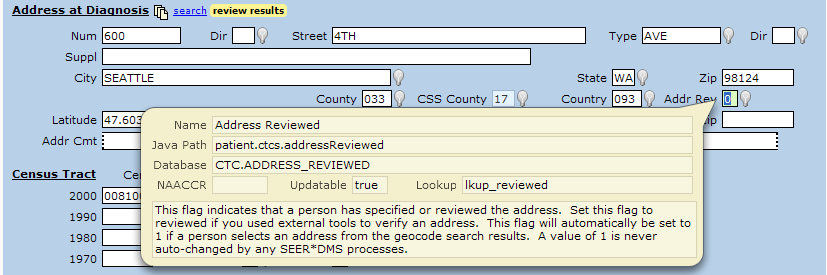 Address at Diagnosis search review results
Num 600 Dir Street 4TH Type AVE Dir
Suppl
City SEATTLE State WA Zip 98124
County 033 CSS County 17 Country 093 Addr Rev 0
Latitude 47.603
Name Address Reviewed
Addr Cmt
Java Path patient.ctcs.addressReviewed
Database CTC.ADDRESS_REVIEWED
Census Tract
NAACCR Updatable true Lookup lkup_reviewed
2000 008100
This flag indicates that a person has specified or reviewed the address. Set this flag to
1990
reviewed if you used external tools to verify an address. This flag will automatically be set to
1980
1 if a person selects an address from the geocode search results. A value of 1 is never
auto-changed by any SEER*DMS processes.
1970